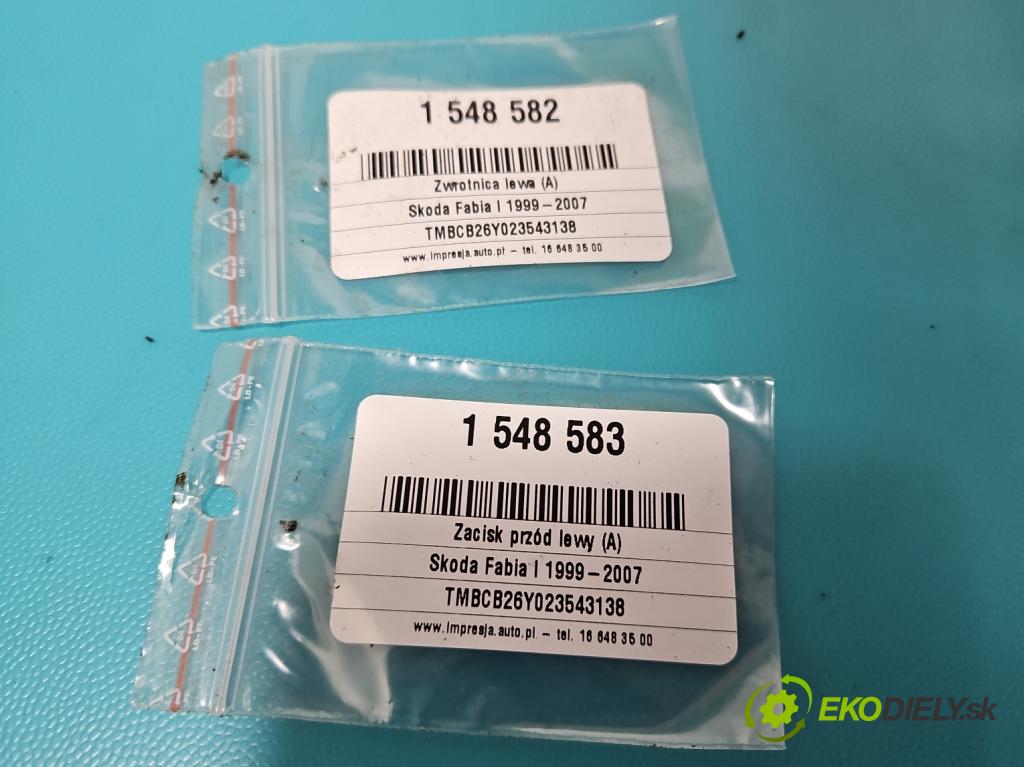 1 548 582
Zwrotnica lewa (A)
Skoda Fabia I 1999-2007
TMBCB26Y023543138
www.impresja.auto.pl - tel. 16 648 35 00
1 548 583
Zacisk przód lewy (A)
Skoda Fabia I 1999-2007
TMBCB26Y023543138
www.impresja.auto.pl - tel. 16 648 35 00
EKODIELY.sk